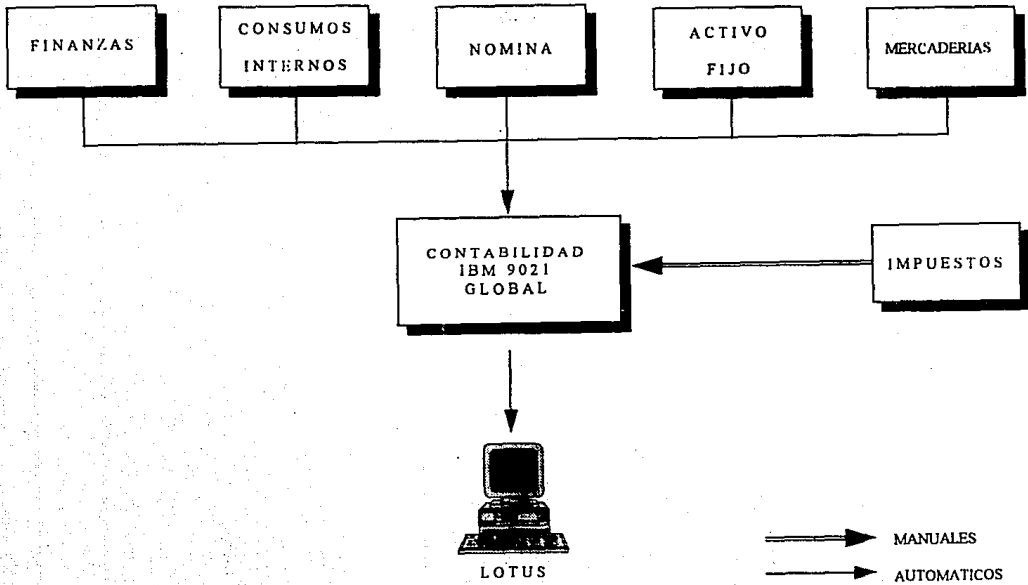 FINANZAS
CONSUMOS
INTERNOS
NOMINA
ACTIVO
FIJO
MERCADERIAS
CONTABILIDAD
IBM 9021
GLOBAL
IMPUESTOS
LOTUS
MANUALES
AUTOMATICOS